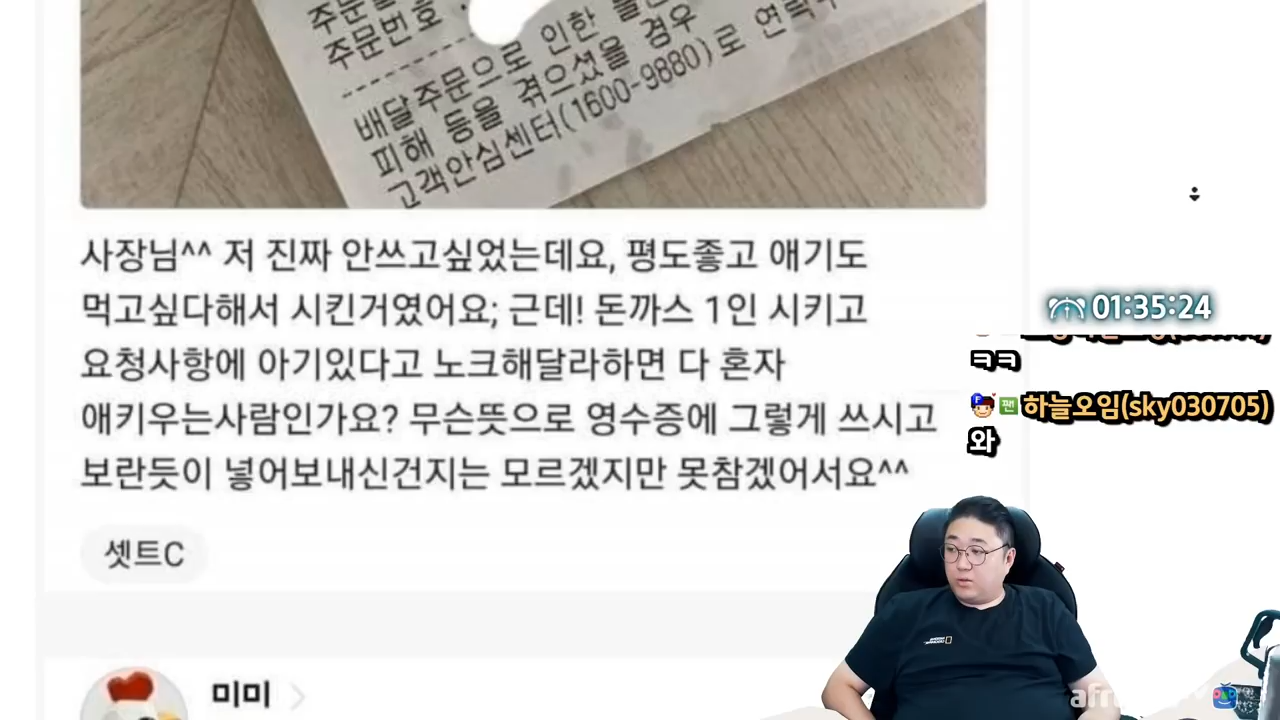 주문번호
배달주문으로 인한
피해 등을 겪으셨을 경우
고객안심센터(1600-9880)로
사장님^^ 저 진짜 안쓰고싶었는데요, 평도좋고 애기도
먹고싶다해서 시킨거였어요; 근데! 돈까스 1인 시키고
요청사항에 아기있다고 노크해달라하면 다 혼자
애키우는사람인가요? 무슨뜻으로 영수증에 그렇게 쓰시고
보란듯이 넣어보내신건지는 모르겠지만 못참겠어서요^^
셋트C
미미
01:35:24
ㅋㅋ
하늘오임(sky030705)
와